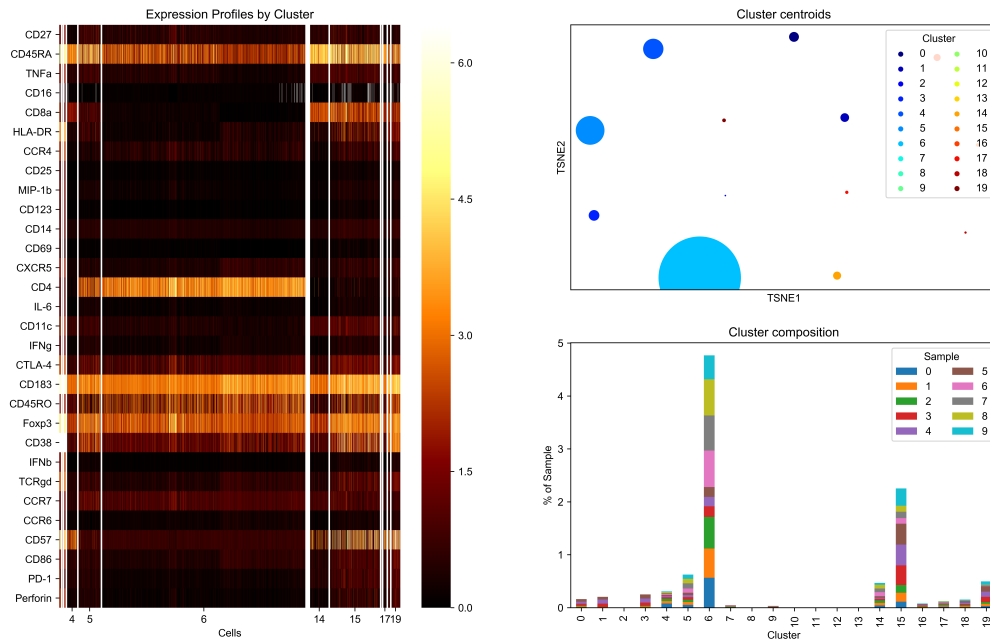 Expression Profiles by Cluster
CD27
CD45RA
TNFa
CD16
CD8a
HLA-DR
CCR4
CD25
MIP-1b
CD123
CD14
CD69
CXCR5
CD4
IL-6
CD11c
IFNg
CTLA-4
CD183
CD45RO
Foxp3
CD38
IFNb
TCRgd
CCR7
CCR6
CD57
CD86
PD-1
Perforin
4 5 6 14 15 17 19
Cells
6.0
4.5
3.0
1.5
0.0
Cluster centroids
TSNE2
TSNE1
Cluster
0 10
1 11
2 12
3 13
4 14
5 15
6 16
7 17
8 18
9 19
Cluster composition
% of Sample
5
4
3
2
1
0
Sample
0 5
1 6
2 7
3 8
4 9
0 1 2 3 4 5 6 7 8 9 10 11 12 13 14 15 16 17 18 19
Cluster